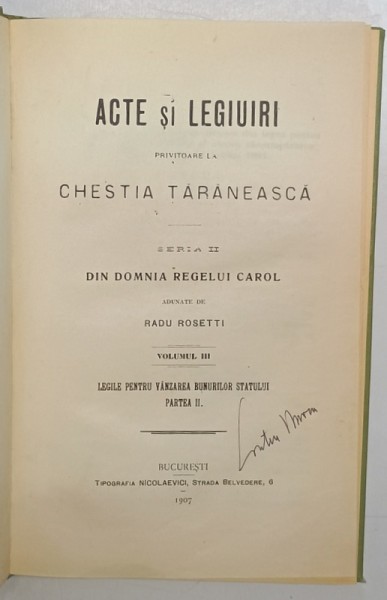 ACTE și LEGIUIRI
PRIVITOARE LA
CHESTIA ȚĂRĂNEASCĂ
SERIA II
DIN DOMNIA REGELUI CAROL
ADUNATE DE
RADU ROSETTI
VOLUMUL III
LEGILE PENTRU VÂNZAREA BUNURILOR STATULUI
PARTEA II.
BUCUREȘTI
TIPOGRAFIA NICOLAEVICI, STRADA BELVEDERE, 6
1907